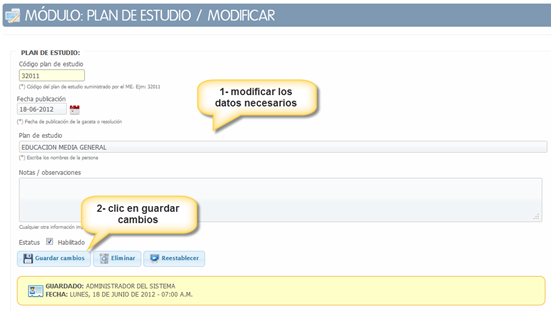 MÓDULO: PLAN DE ESTUDIO / MODIFICAR
PLAN DE ESTUDIO:
Código plan de estudio
32011
(*) Código del plan de estudio suministrado por el ME. Ejm: 32011
Fecha publicación
18-06-2012
(*) Fecha de publicación de la gaceta o resolución
1- modificar los
datos necesarios
Plan de estudio
EDUCACION MEDIA GENERAL
(*) Escriba los nombres de la persona
Notas / observaciones
Cualquier otra información
2- clic en guardar
cambios
Estatus
Habilitado
Guardar cambios
Eliminar
Reestablecer
GUARDADO: ADMINISTRADOR DEL SISTEMA
FECHA: LUNES, 18 DE JUNIO DE 2012 - 07:00 A.M.